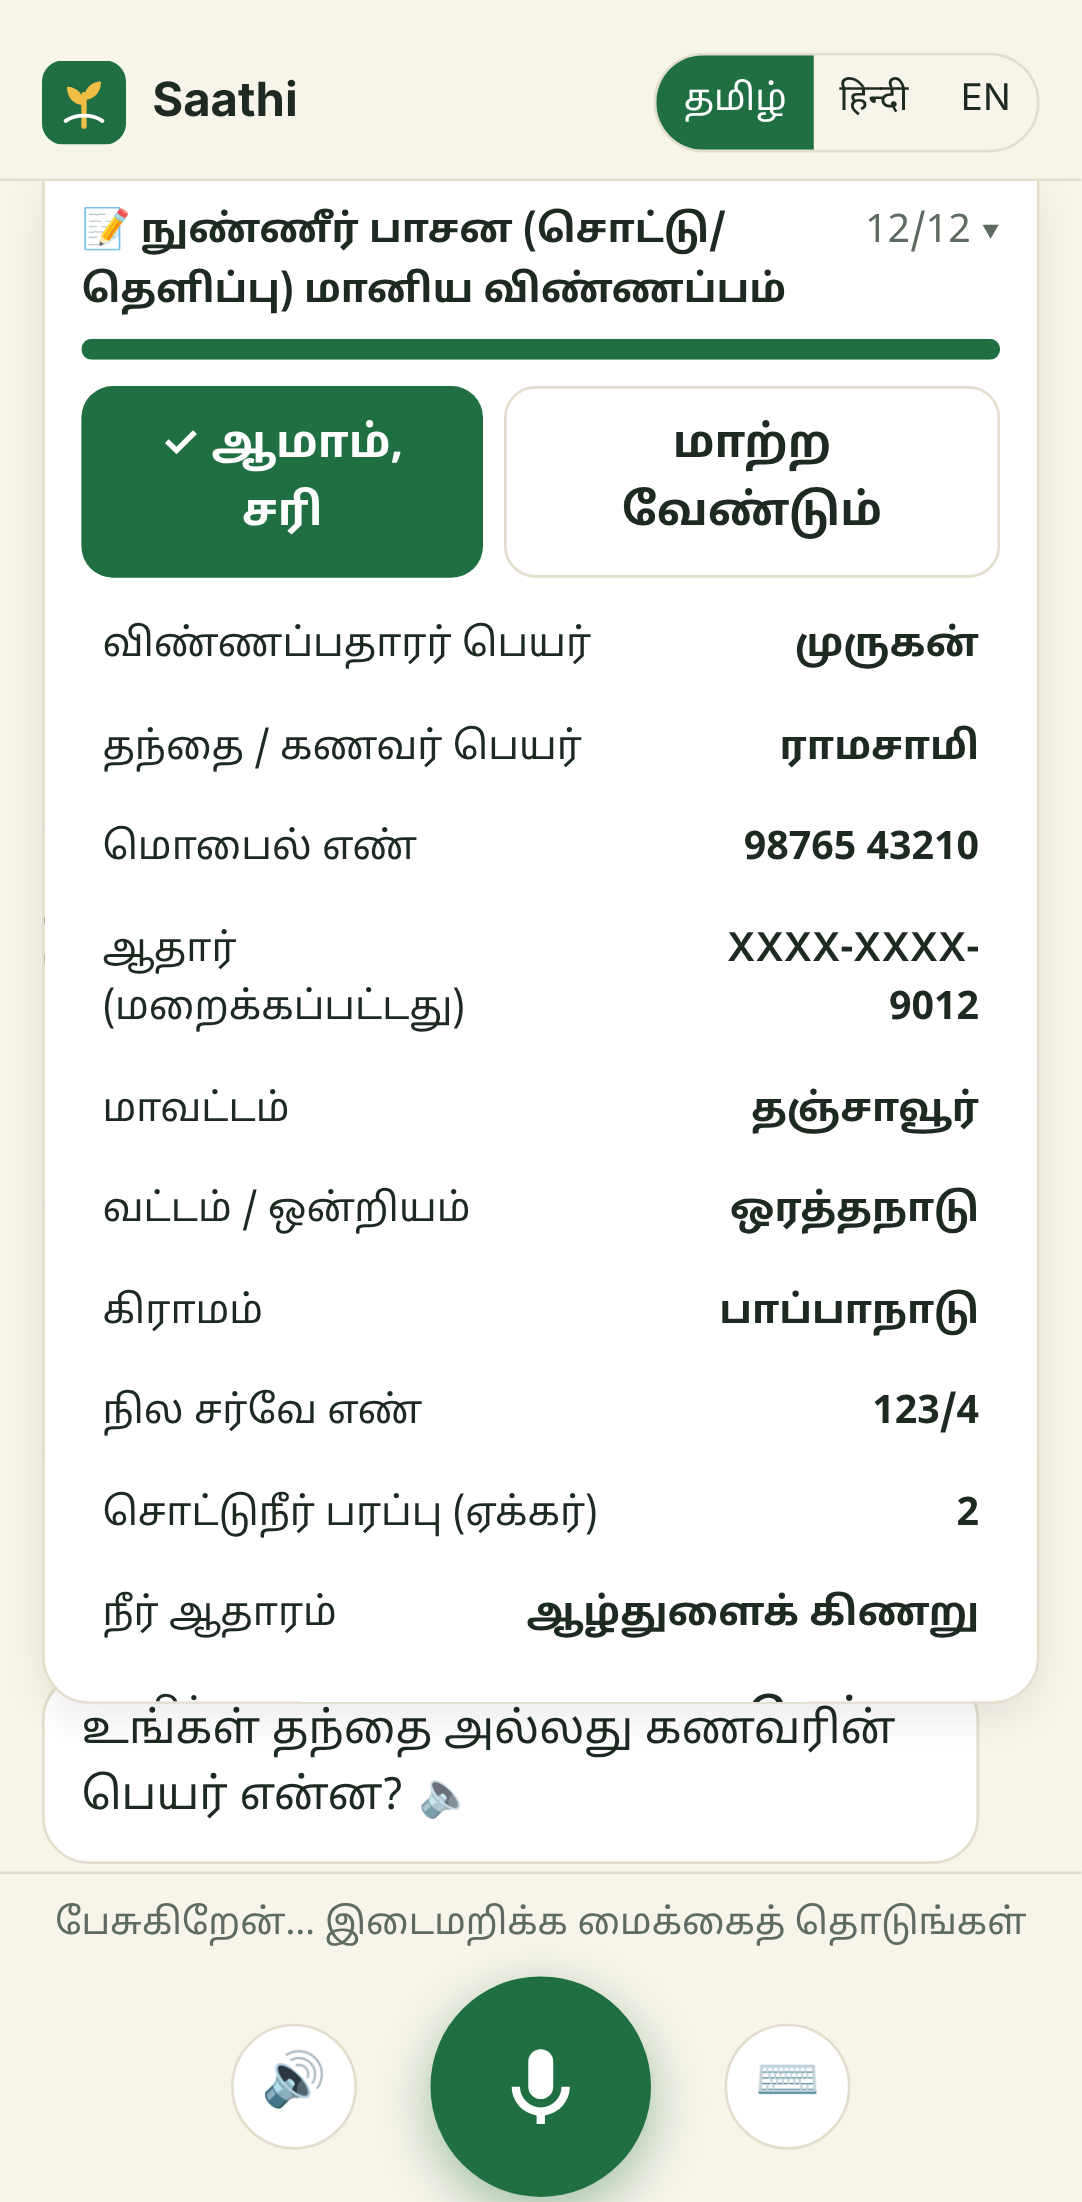 Saathi
தமிழ் हिन्दी EN
நுண்ணீர் பாசன (சொட்டு/ 12/12 ▾
தெளிப்பு) மானிய விண்ணப்பம்
✓ ஆமாம்,
சரி
மாற்ற
வேண்டும்
விண்ணப்பதாரர் பெயர் முருகன்
தந்தை / கணவர் பெயர் ராமசாமி
மொபைல் எண் 98765 43210
ஆதார் XXXX-XXXX-
(மறைக்கப்பட்டது) 9012
மாவட்டம் தஞ்சாவூர்
வட்டம் / ஒன்றியம் ஒரத்தநாடு
கிராமம் பாப்பாநாடு
நில சர்வே எண் 123/4
சொட்டுநீர் பரப்பு (ஏக்கர்) 2
நீர் ஆதாரம் ஆழ்துளைக் கிணறு
உங்கள் தந்தை அல்லது கணவரின்
பெயர் என்ன?
பேசுகிறேன்... இடைமறிக்க மைக்கைத் தொடுங்கள்